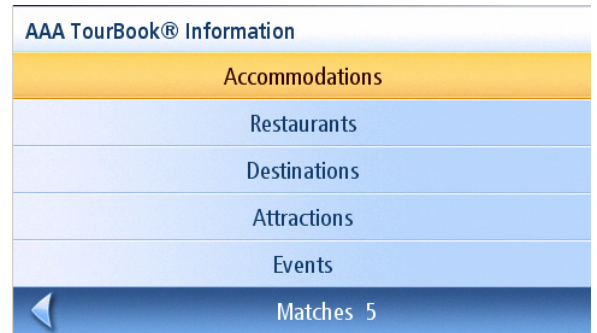 AAA TourBook® Information
Accommodations
Restaurants
Destinations
Attractions
Events
Matches 5